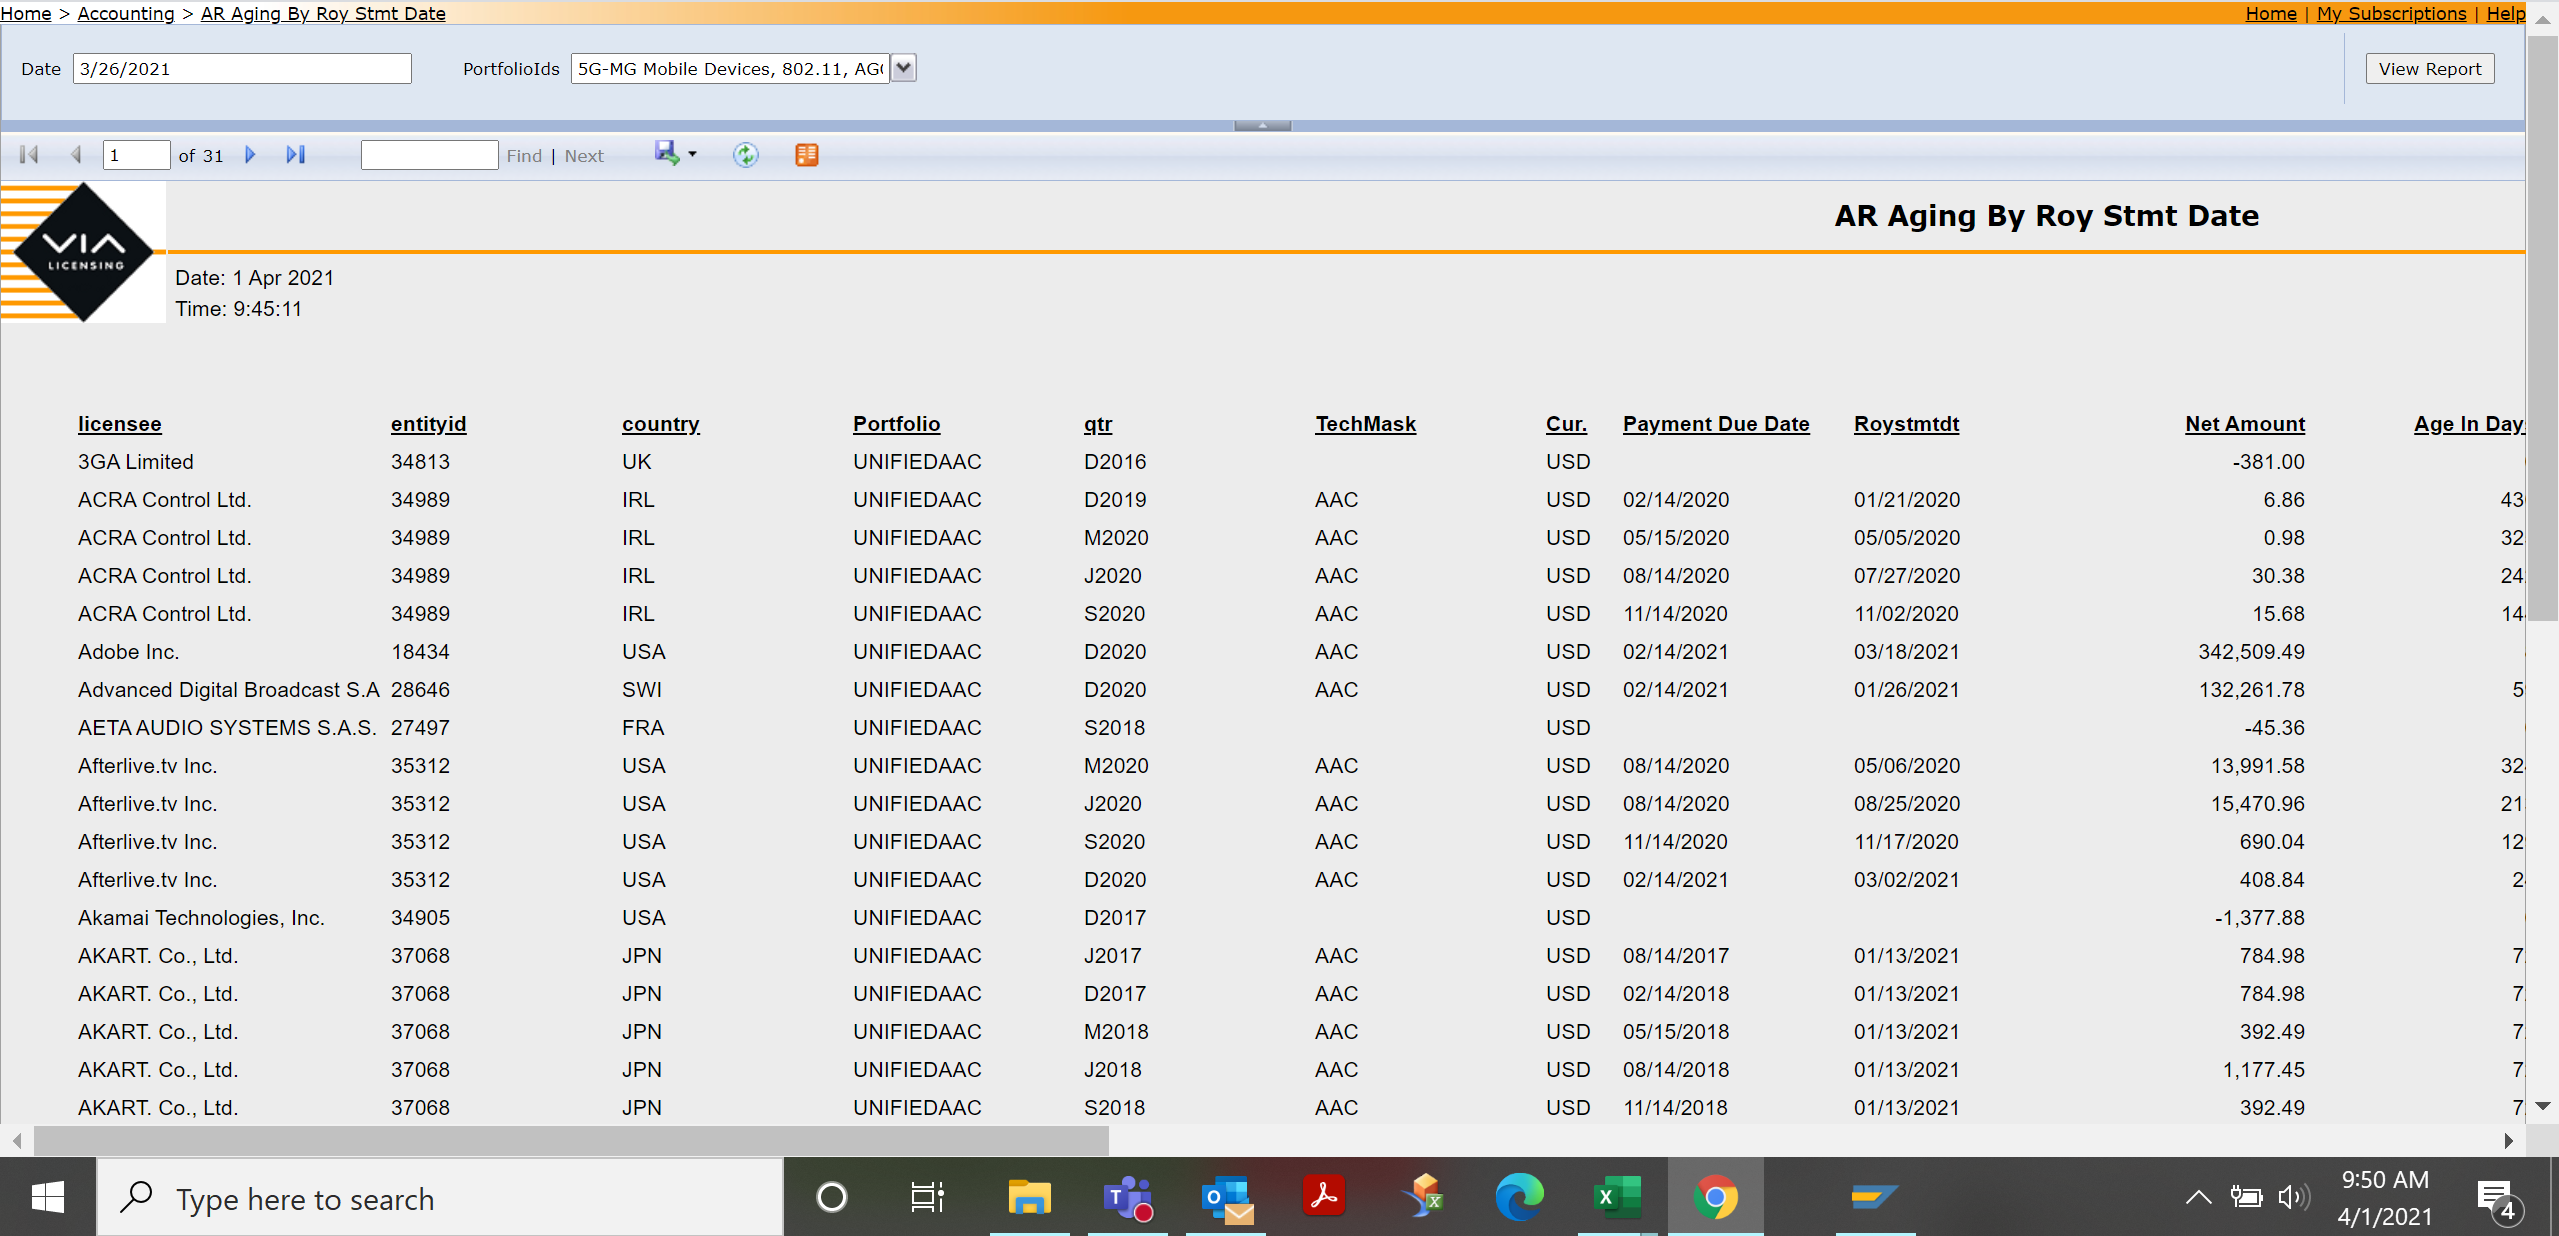 Home > Accounting > AR Aging By Roy Stmt Date Home | My Subscriptions | Help
Date 3/26/2021 PortfolioIds 5G-MG Mobile Devices, 802.11, View Report
1 of 31 Find | Next
VIA LICENSING
AR Aging By Roy Stmt Date
Date: 1 Apr 2021
Time: 9:45:11
licensee entityid country Portfolio qtr TechMask Cur. Payment Due Date Roystmtdt Net Amount Age In Day
3GA Limited 34813 UK UNIFIEDAAC D2016 USD -381.00
ACRA Control Ltd. 34989 IRL UNIFIEDAAC D2019 AAC USD 02/14/2020 01/21/2020 6.86 43
ACRA Control Ltd. 34989 IRL UNIFIEDAAC M2020 AAC USD 05/15/2020 05/05/2020 0.98 32
ACRA Control Ltd. 34989 IRL UNIFIEDAAC J2020 AAC USD 08/14/2020 07/27/2020 30.38 24
ACRA Control Ltd. 34989 IRL UNIFIEDAAC S2020 AAC USD 11/14/2020 11/02/2020 15.68 14
Adobe Inc. 18434 USA UNIFIEDAAC D2020 AAC USD 02/14/2021 03/18/2021 342,509.49
Advanced Digital Broadcast S.A 28646 SWI UNIFIEDAAC D2020 AAC USD 02/14/2021 01/26/2021 132,261.78 5
AETA AUDIO SYSTEMS S.A.S. 27497 FRA UNIFIEDAAC S2018 USD -45.36
Afterlive.tv Inc. 35312 USA UNIFIEDAAC M2020 AAC USD 08/14/2020 05/06/2020 13,991.58 32
Afterlive.tv Inc. 35312 USA UNIFIEDAAC J2020 AAC USD 08/14/2020 08/25/2020 15,470.96 21
Afterlive.tv Inc. 35312 USA UNIFIEDAAC S2020 AAC USD 11/14/2020 11/17/2020 690.04 12
Afterlive.tv Inc. 35312 USA UNIFIEDAAC D2020 AAC USD 02/14/2021 03/02/2021 408.84 2
Akamai Technologies, Inc. 34905 USA UNIFIEDAAC D2017 USD -1,377.88
AKART. Co., Ltd. 37068 JPN UNIFIEDAAC J2017 AAC USD 08/14/2017 01/13/2021 784.98 7
AKART. Co., Ltd. 37068 JPN UNIFIEDAAC D2017 AAC USD 02/14/2018 01/13/2021 784.98 7
AKART. Co., Ltd. 37068 JPN UNIFIEDAAC M2018 AAC USD 05/15/2018 01/13/2021 392.49 7
AKART. Co., Ltd. 37068 JPN UNIFIEDAAC J2018 AAC USD 08/14/2018 01/13/2021 1,177.45 7
AKART. Co., Ltd. 37068 JPN UNIFIEDAAC S2018 AAC USD 11/14/2018 01/13/2021 392.49 7
Type here to search 9:50 AM
4/1/2021 4